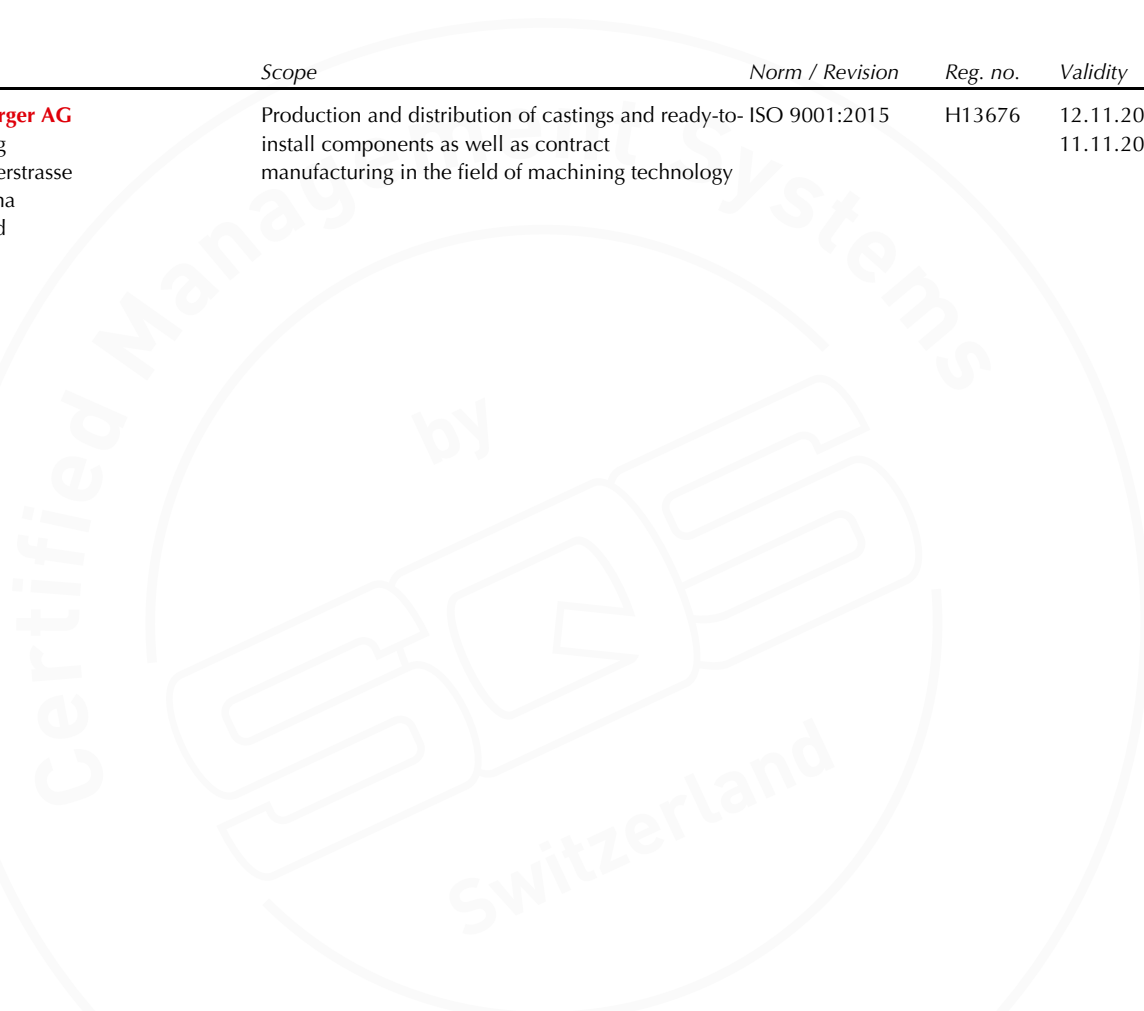 Scope Norm / Revision Reg. no. Validity
rger AG Production and distribution of castings and ready-to- ISO 9001:2015 H13676 12.11.20
g install components as well as contract 11.11.20
erstrasse manufacturing in the field of machining technology
na
d
Certified Management Systems
by
SQS
Switzerland